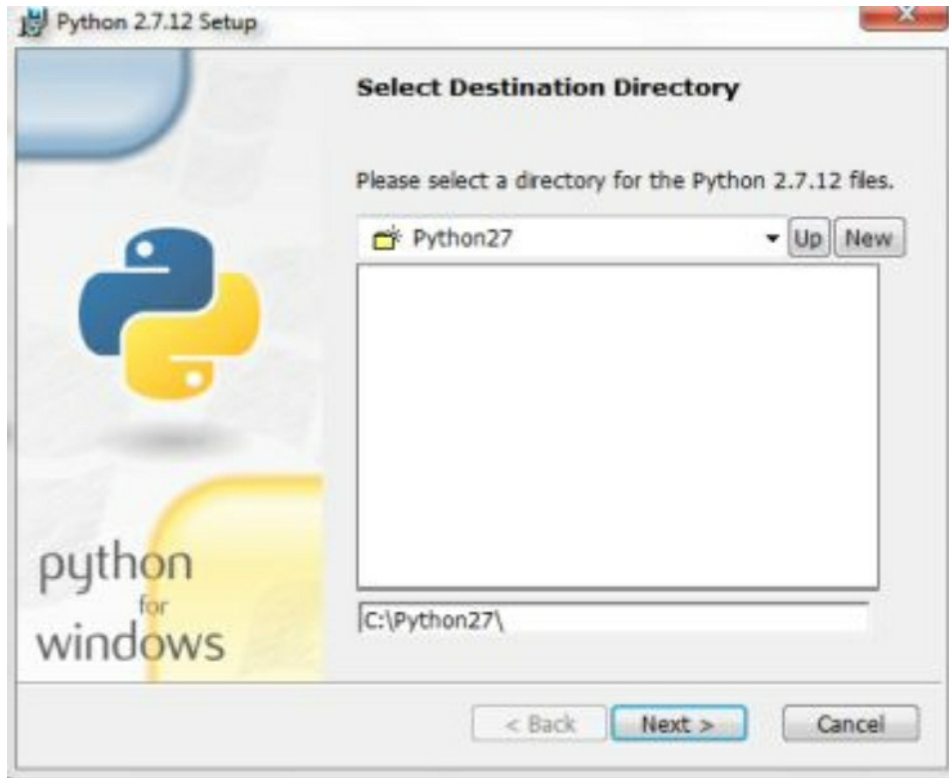 Python 2.7.12 Setup
Select Destination Directory
Please select a directory for the Python 2.7.12 files.
Python27
Up
New
C:\Python27\
python
for
windows
< Back
Next >
Cancel